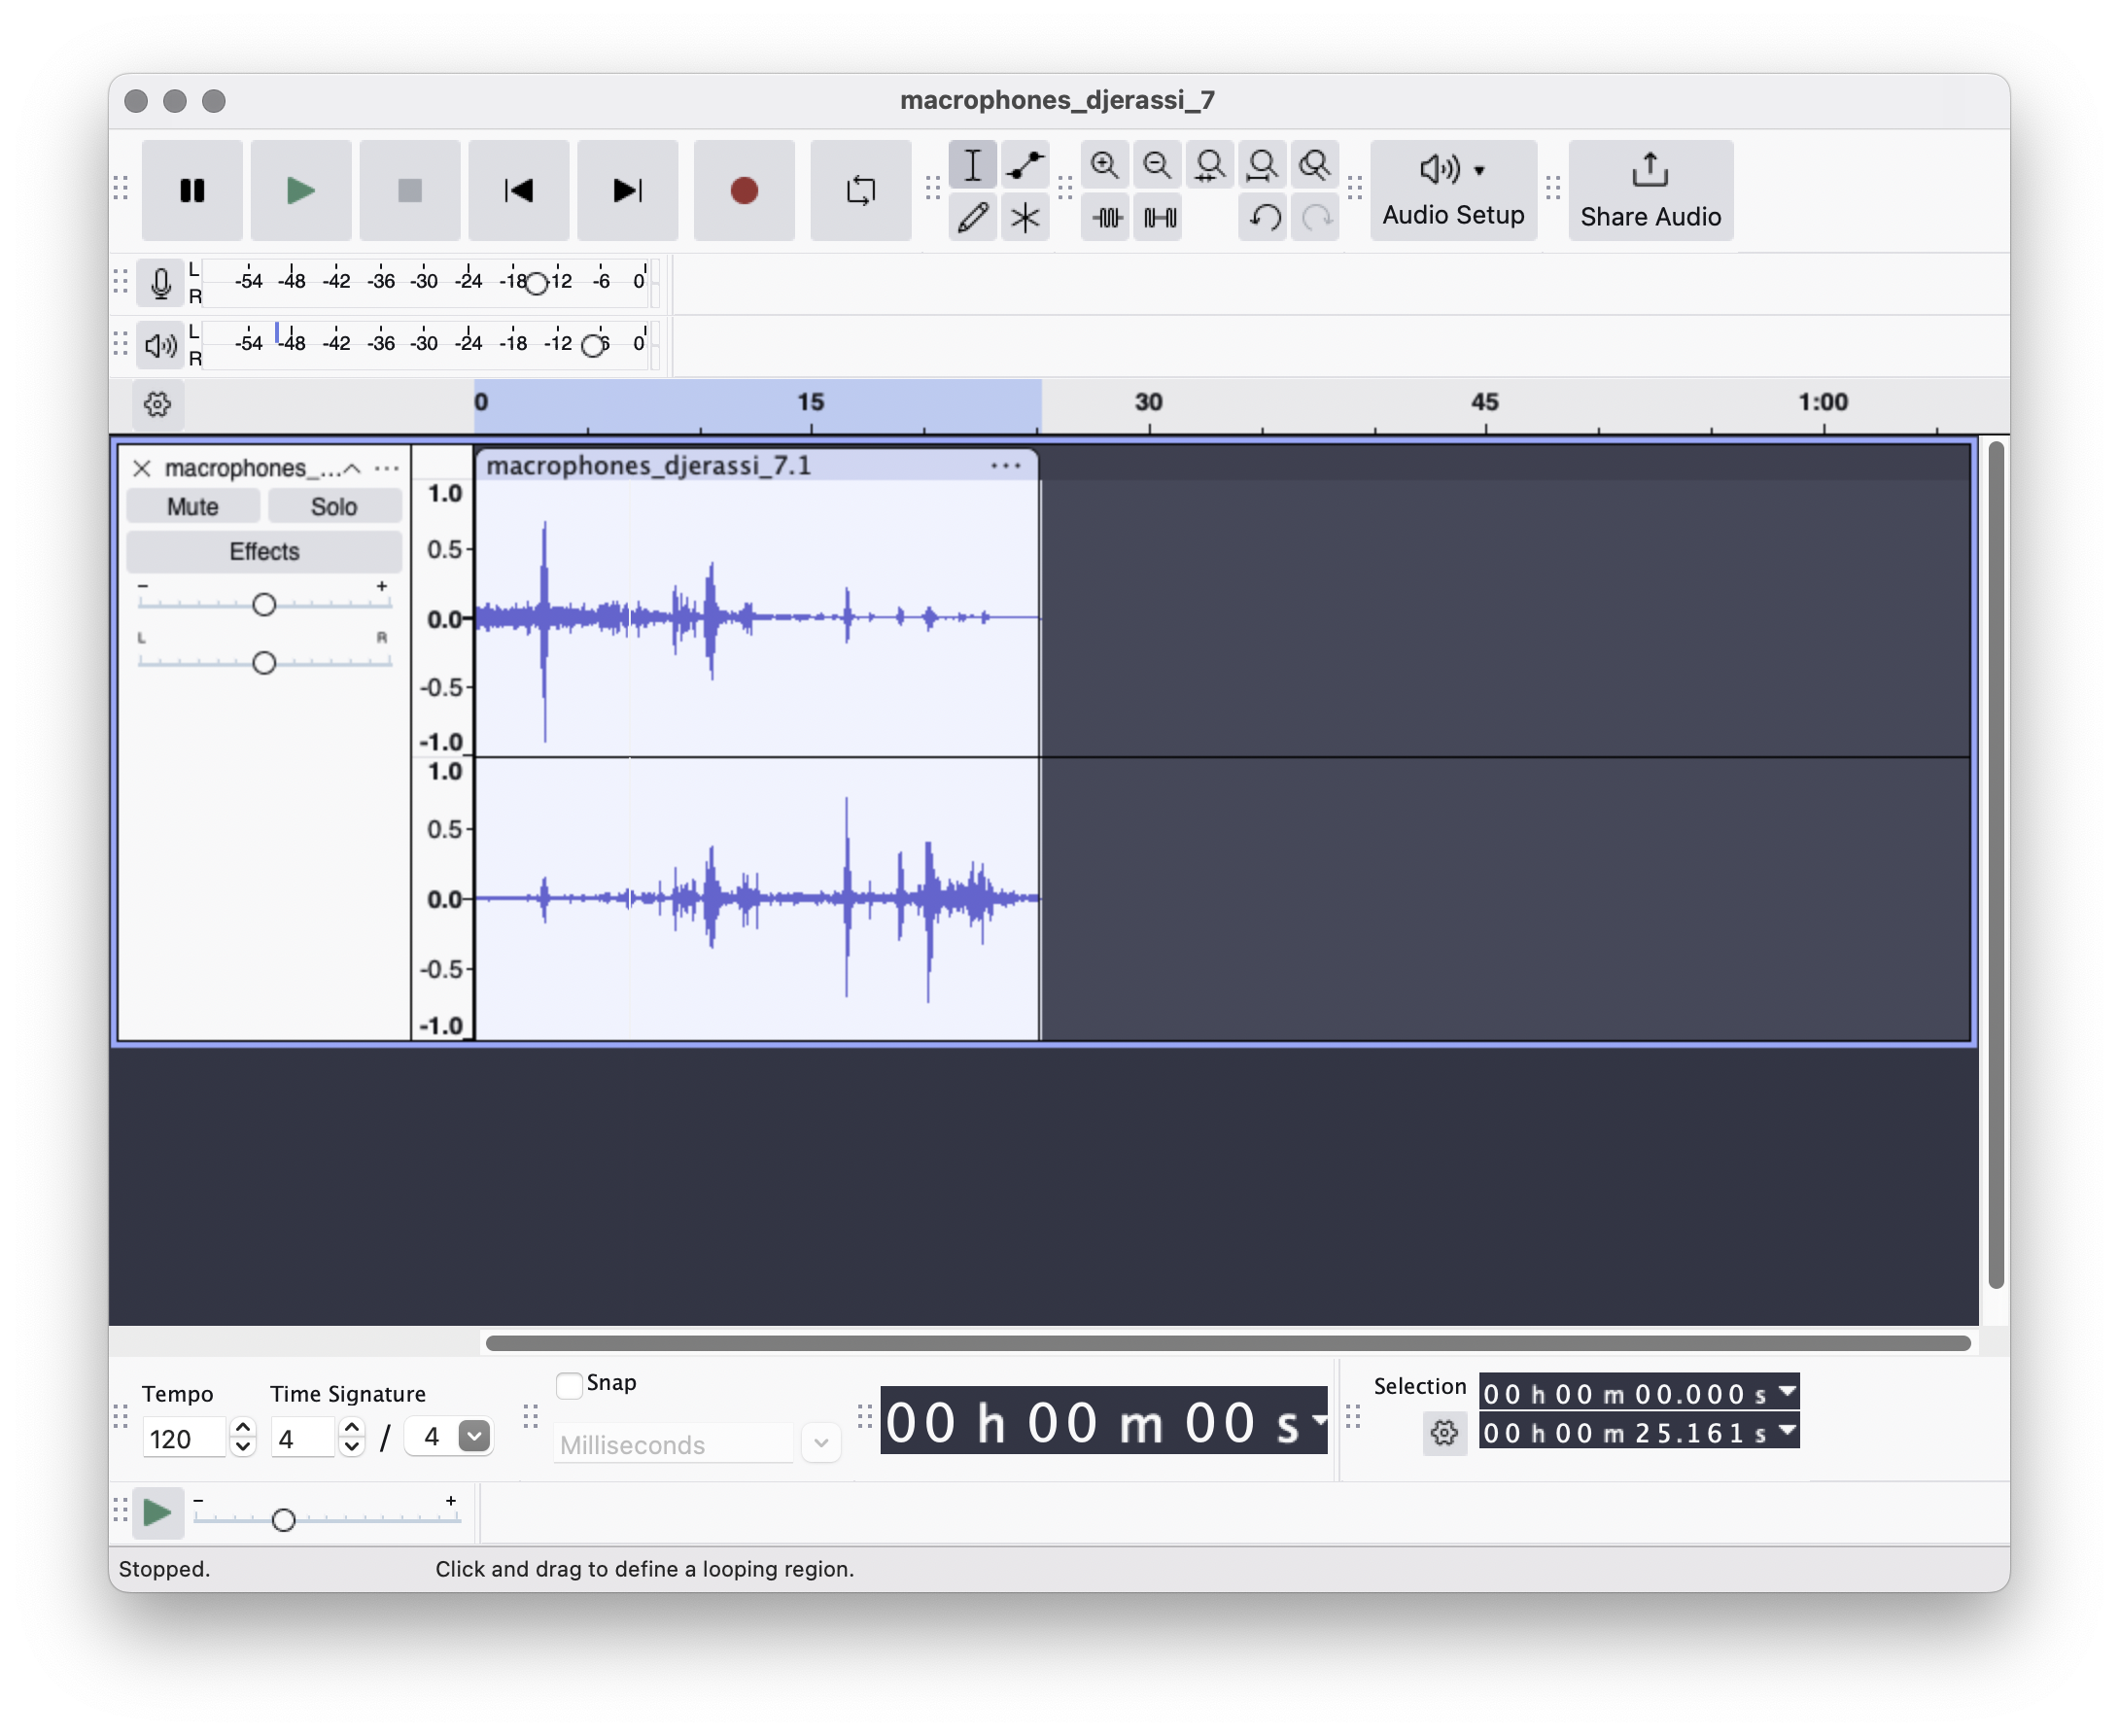 macrophones_djerassi_7
Audio Setup
Share Audio
L
R
-54 -48 -42 -36 -30 -24 -18 -12 -6 0
L
R
-54 -48 -42 -36 -30 -24 -18 -12 -6 0
0 15 30 45 1:00
macrophones_...
Mute Solo
Effects
- +
L R
macrophones_djerassi_7.1
1.0
0.5
0.0
-0.5
-1.0
1.0
0.5
0.0
-0.5
-1.0
Tempo
120
Time Signature
4 / 4
Snap
Milliseconds
00 h 00 m 00 s
Selection
00 h 00 m 00.000 s
00 h 00 m 25.161 s
- +
Stopped.
Click and drag to define a looping region.